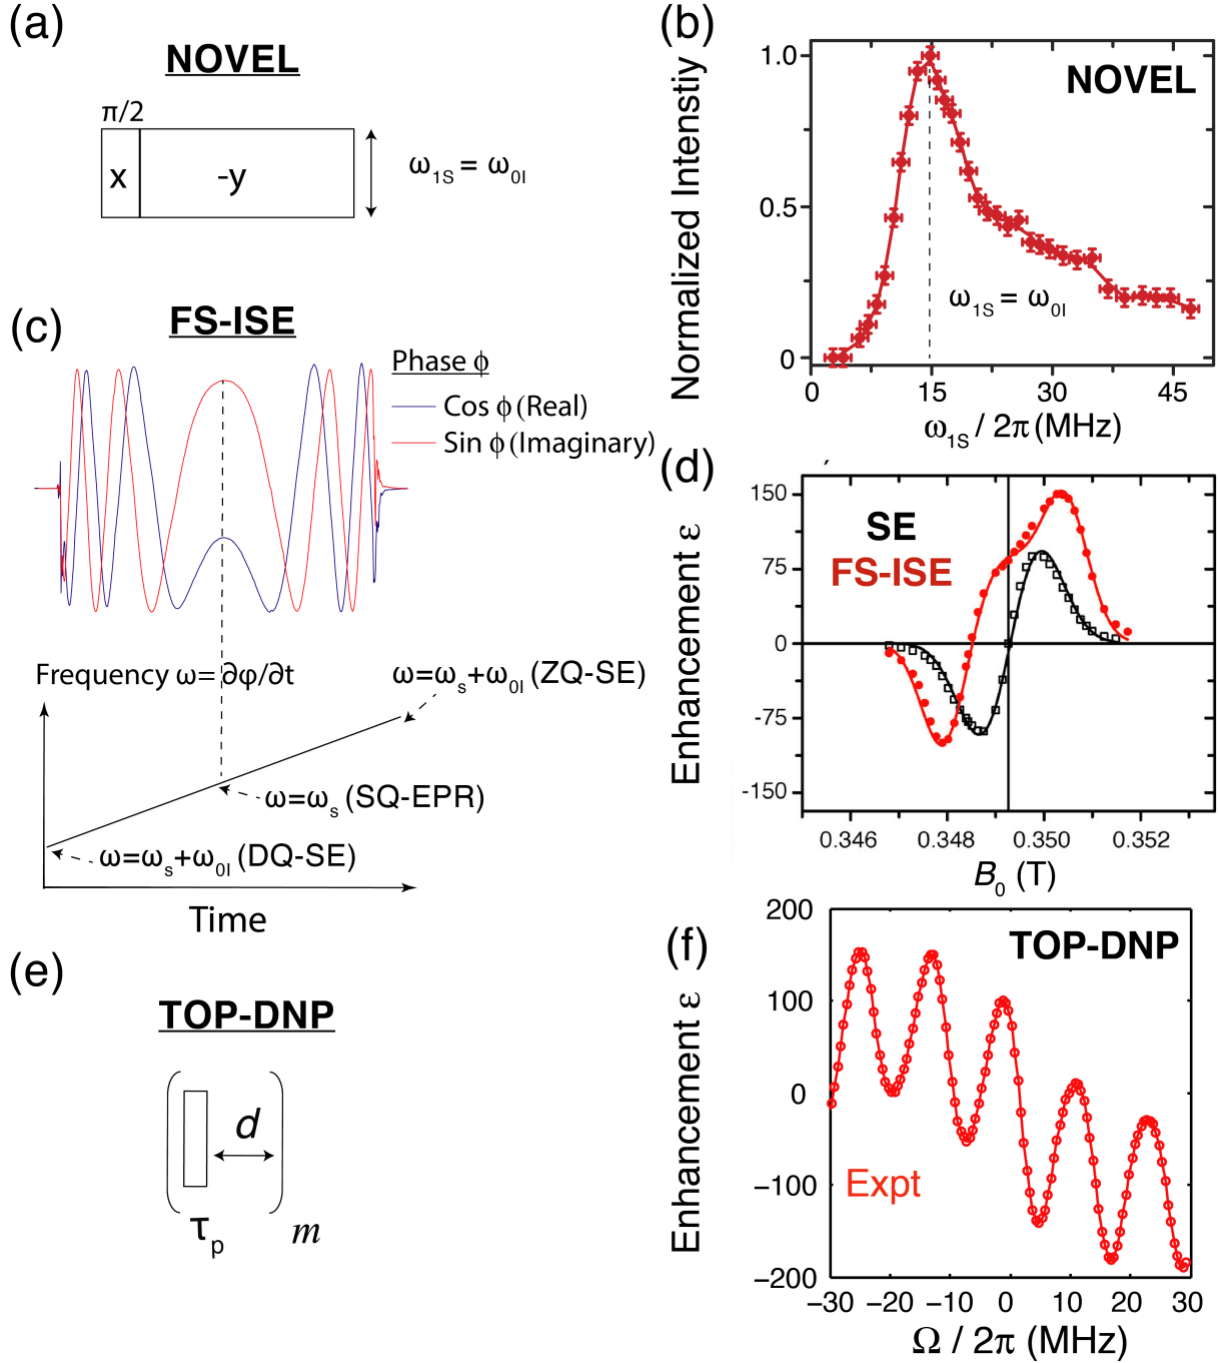 (a)
NOVEL
π/2
x
-y
ω1S = ω0I
(b)
NOVEL
Normalized Intenstiy
1.0
0.5
0
ω1S = ω0I
0 15 30 45
ω1S / 2π (MHz)
(c)
FS-ISE
Phase ϕ
Cos ϕ (Real)
Sin ϕ (Imaginary)
Frequency ω= ∂φ/∂t
ω=ωs+ω0I (ZQ-SE)
ω=ωs (SQ-EPR)
ω=ωs+ω0I (DQ-SE)
Time
(d)
SE
FS-ISE
Enhancement ε
150
75
0
-75
-150
0.346 0.348 0.350 0.352
B0 (T)
(e)
TOP-DNP
d
τp
m
(f)
TOP-DNP
Enhancement ε
200
100
0
−100
−200
Expt
−30 −20 −10 0 10 20 30
Ω / 2π (MHz)